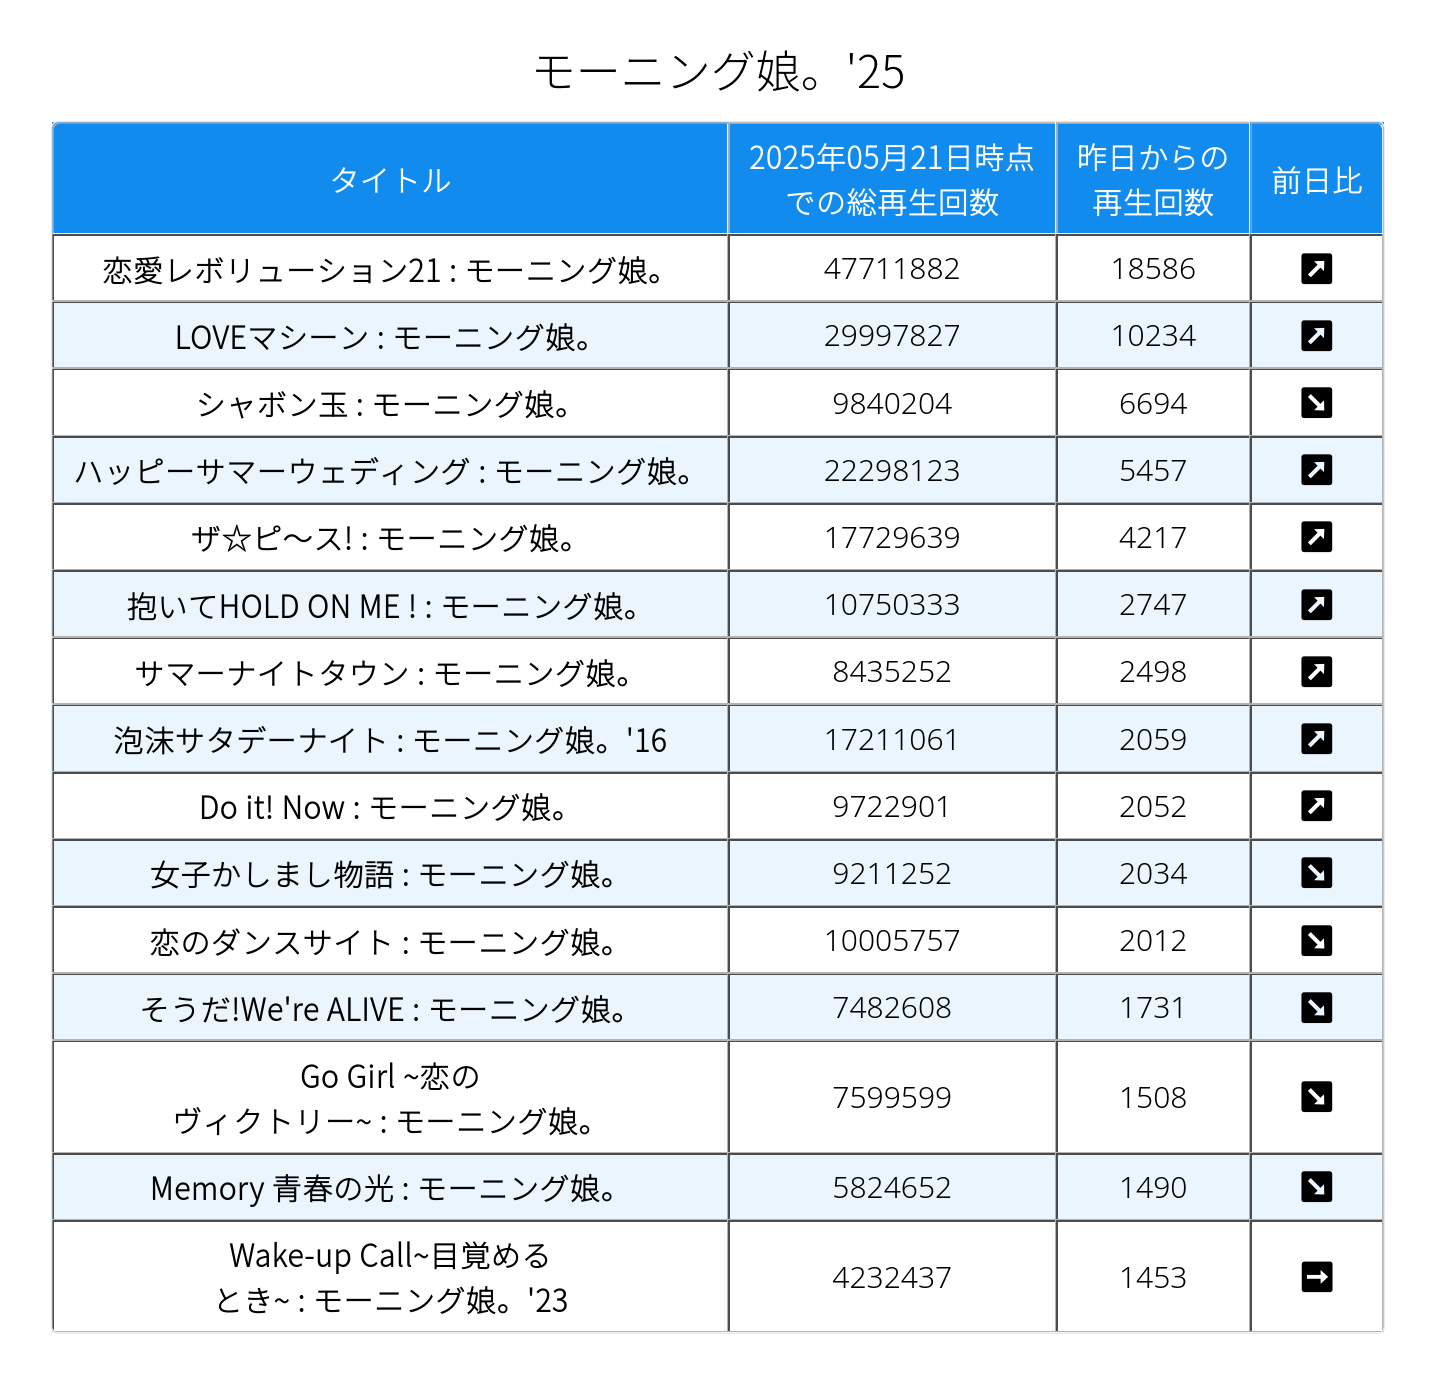 モーニング娘。'25
タイトル
2025年05月21日時点
での総再生回数
昨日からの
再生回数
前日比
恋愛レボリューション21 : モーニング娘。 47711882 18586 ↗
LOVEマシーン : モーニング娘。 29997827 10234 ↗
シャボン玉 : モーニング娘。 9840204 6694 ↘
ハッピーサマーウェディング : モーニング娘。 22298123 5457 ↗
ザ☆ピ〜ス! : モーニング娘。 17729639 4217 ↗
抱いてHOLD ON ME ! : モーニング娘。 10750333 2747 ↗
サマーナイトタウン : モーニング娘。 8435252 2498 ↗
泡沫サタデーナイト : モーニング娘。'16 17211061 2059 ↗
Do it! Now : モーニング娘。 9722901 2052 ↗
女子かしまし物語 : モーニング娘。 9211252 2034 ↘
恋のダンスサイト : モーニング娘。 10005757 2012 ↘
そうだ!We're ALIVE : モーニング娘。 7482608 1731 ↘
Go Girl ~恋の
ヴィクトリー~ : モーニング娘。 7599599 1508 ↘
Memory 青春の光 : モーニング娘。 5824652 1490 ↘
Wake-up Call~目覚める
とき~ : モーニング娘。'23 4232437 1453 →